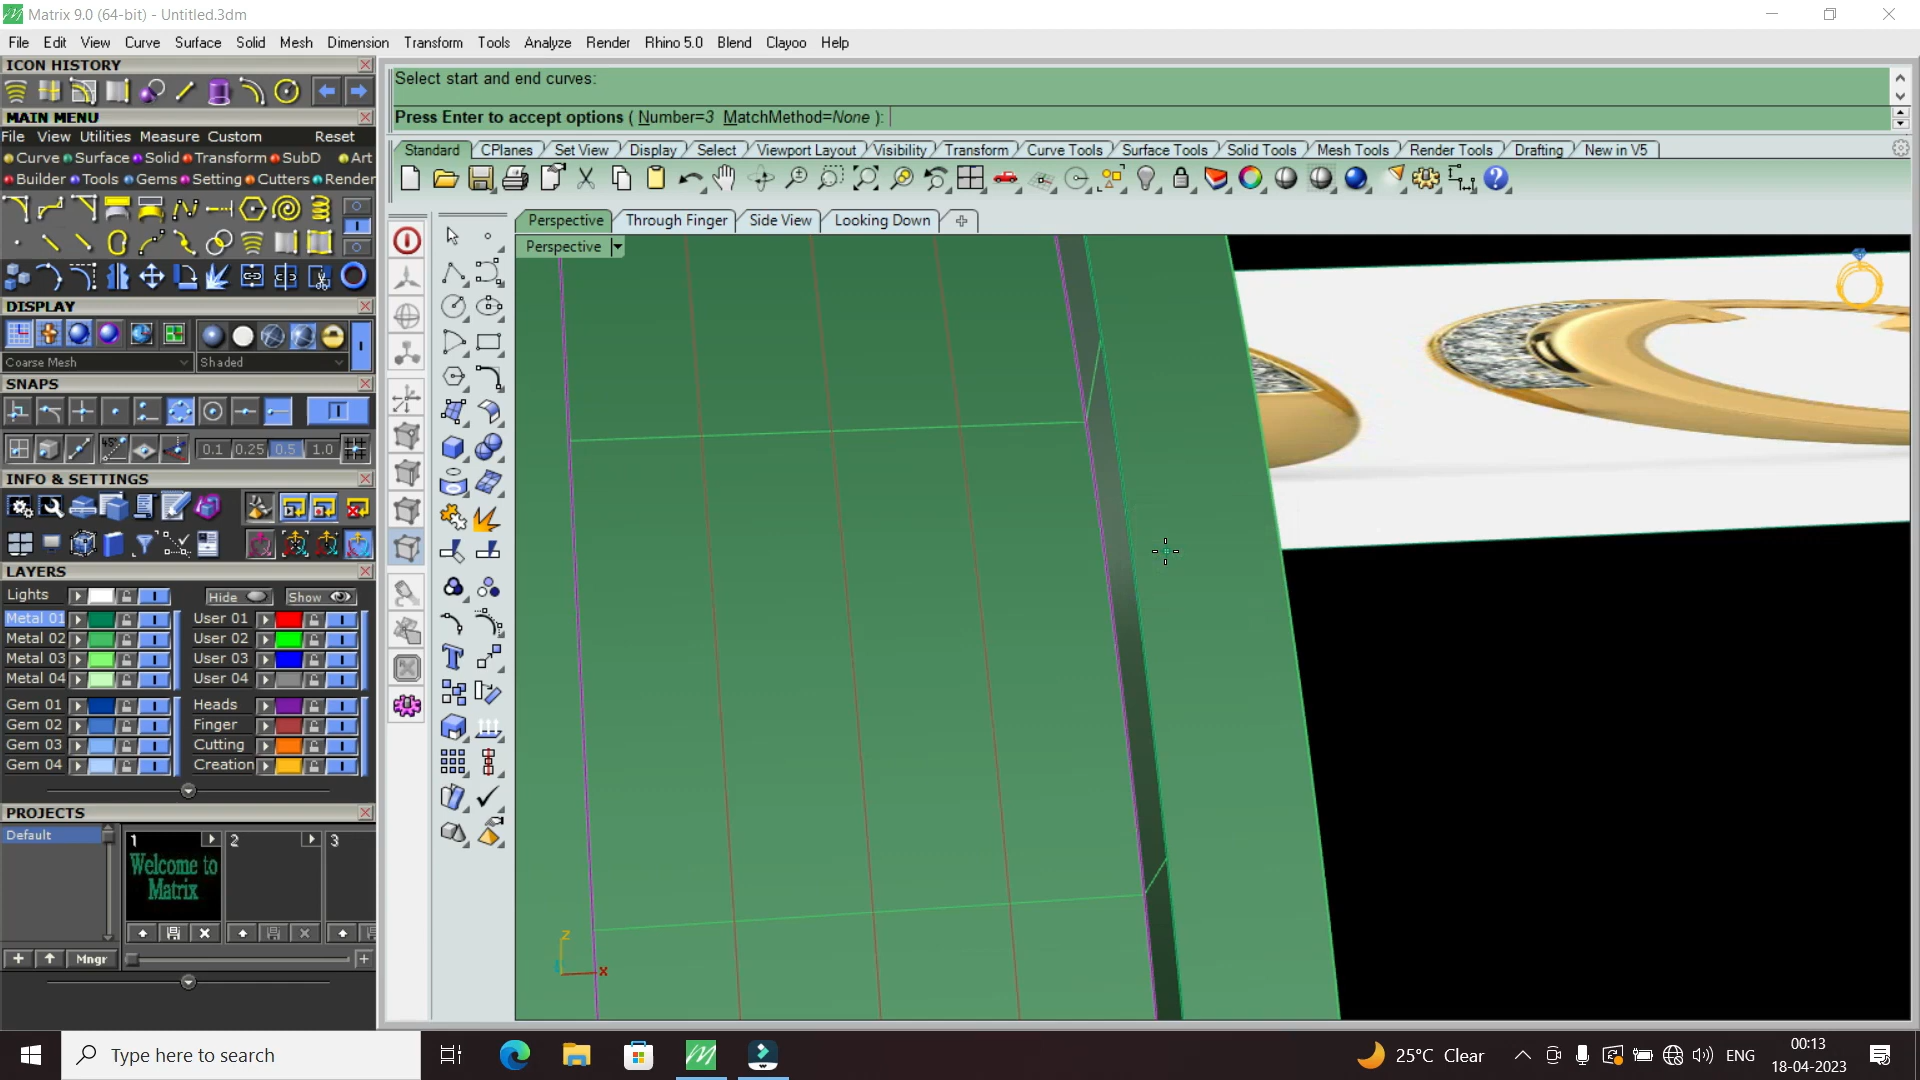 Matrix 9.0 (64-bit) - Untitled.3dm
File Edit View Curve Surface Solid Mesh Dimension Transform Tools Analyze Render Rhino 5.0 Blend Clayoo Help
ICON HISTORY
MAIN MENU
File View Utilities Measure Custom Reset
Curve Surface Solid Transform SubD Art
Builder Tools Gems Setting Cutters Render
DISPLAY
Coarse Mesh Shaded
SNAPS
0.1 0.25 0.5 1.0
INFO & SETTINGS
LAYERS
Lights Hide Show
Metal 01 User 01
Metal 02 User 02
Metal 03 User 03
Metal 04 User 04
Gem 01 Heads
Gem 02 Finger
Gem 03 Cutting
Gem 04 Creation
PROJECTS
Default 1 2 3
Welcome to
Matrix
Mngr
Select start and end curves:
Press Enter to accept options ( Number=3 MatchMethod=None ):
Standard CPlanes Set View Display Select Viewport Layout Visibility Transform Curve Tools Surface Tools Solid Tools Mesh Tools Render Tools Drafting New in V5
Perspective Through Finger Side View Looking Down
Perspective
z
x
Type here to search
25°C Clear
ENG
00:13
18-04-2023